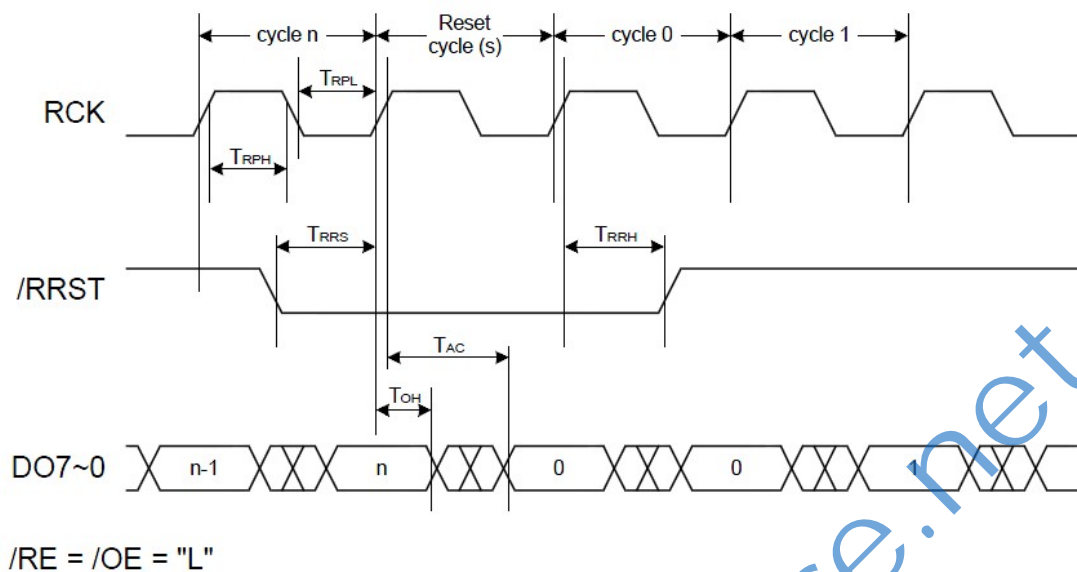 cycle n Reset cycle (s) cycle 0 cycle 1
RCK
TRPL
TRPH
TRRS TRRH
/RRST
TAC
TOH
DO7~0 n-1 n 0 0 1
/RE = /OE = "L"